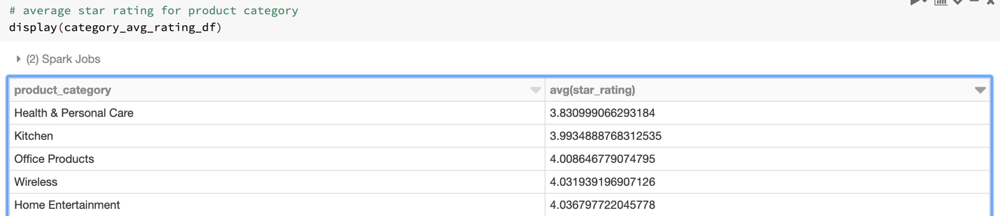 # average star rating for product category
display(category_avg_rating_df)
(2) Spark Jobs
product_category avg(star_rating)
Health & Personal Care 3.830999066293184
Kitchen 3.9934888768312535
Office Products 4.008646779074795
Wireless 4.031939196907126
Home Entertainment 4.036797722045778